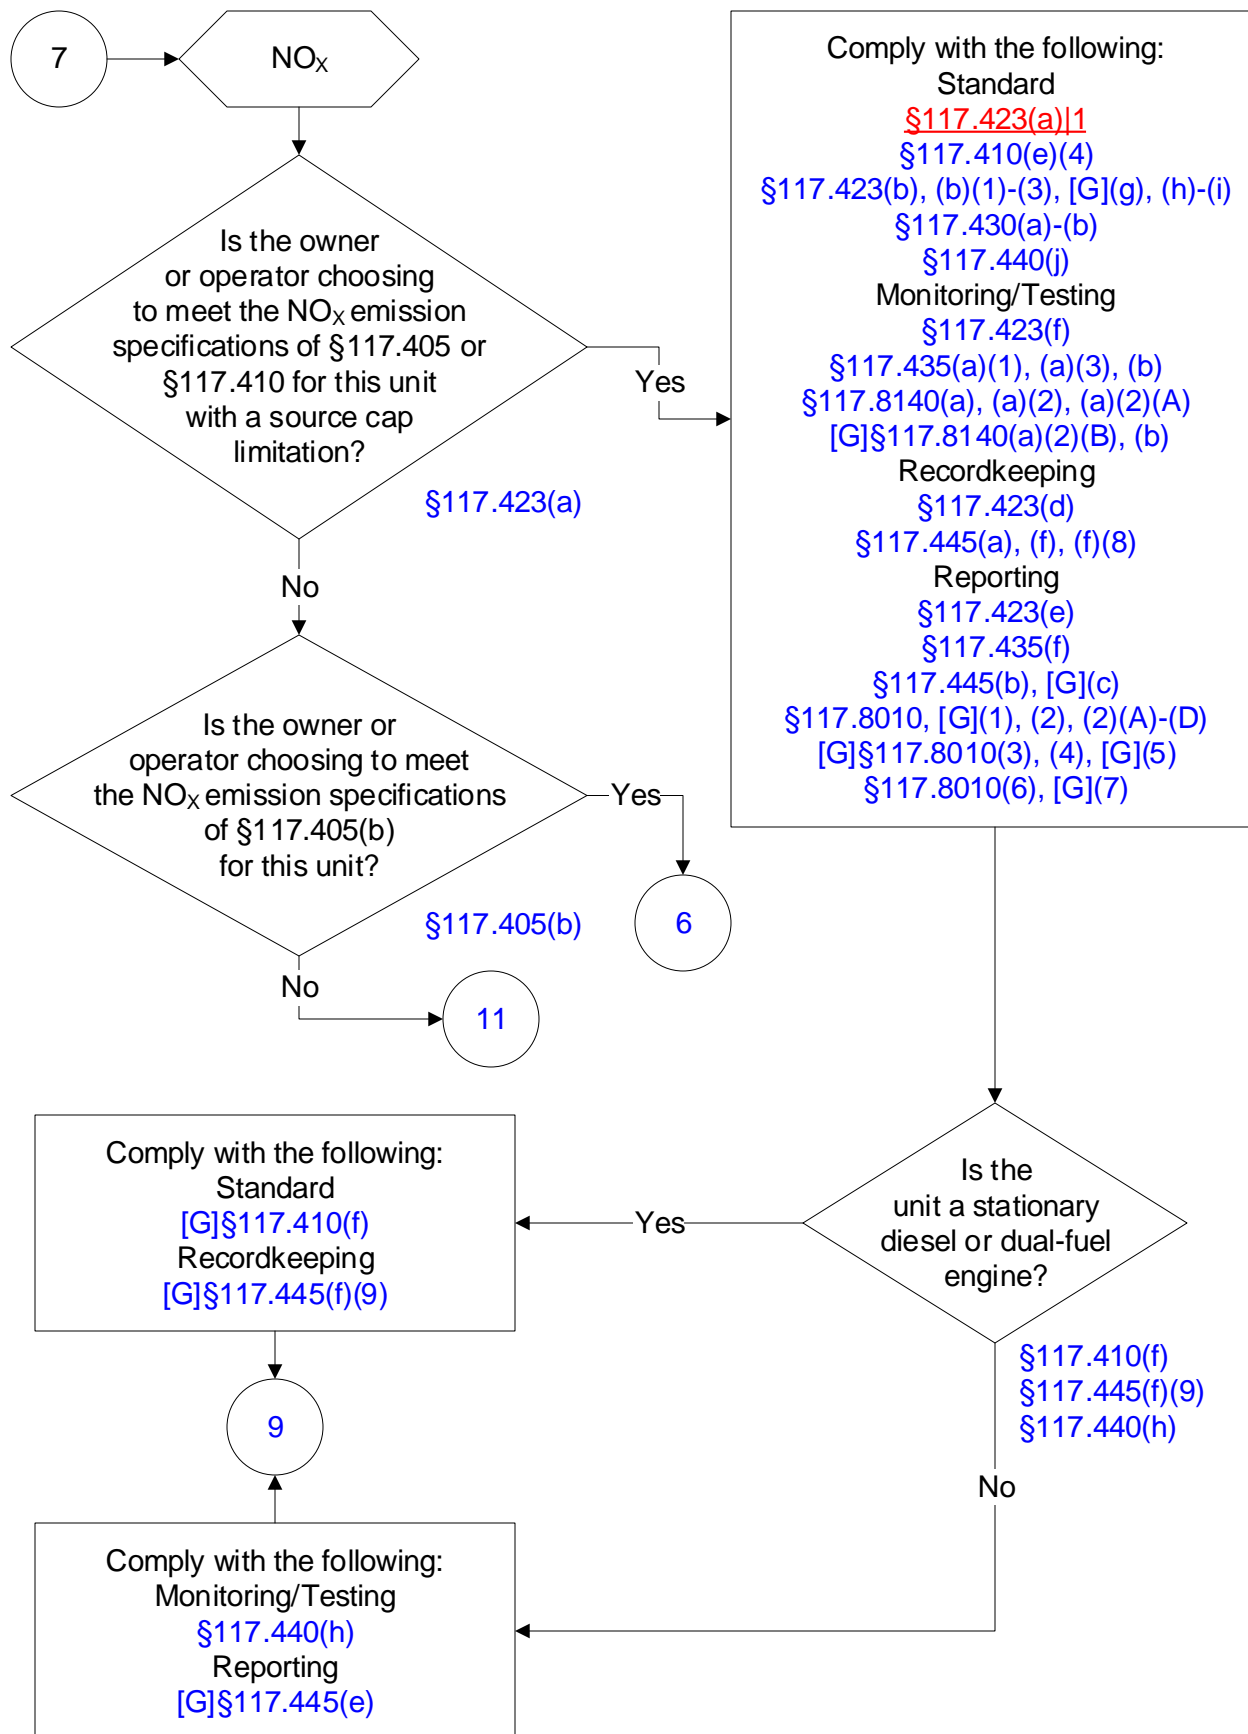 7
NOX
Is the owner
or operator choosing
to meet the NOX emission
specifications of §117.405 or
§117.410 for this unit
with a source cap
limitation?
§117.423(a)
Yes
No
Comply with the following:
Standard
§117.423(a)|1
§117.410(e)(4)
§117.423(b), (b)(1)-(3), [G](g), (h)-(i)
§117.430(a)-(b)
§117.440(j)
Monitoring/Testing
§117.423(f)
§117.435(a)(1), (a)(3), (b)
§117.8140(a), (a)(2), (a)(2)(A)
[G]§117.8140(a)(2)(B), (b)
Recordkeeping
§117.423(d)
§117.445(a), (f), (f)(8)
Reporting
§117.423(e)
§117.435(f)
§117.445(b), [G](c)
§117.8010, [G](1), (2), (2)(A)-(D)
[G]§117.8010(3), (4), [G](5)
§117.8010(6), [G](7)
Is the owner or
operator choosing to meet
the NOX emission specifications
of §117.405(b)
for this unit?
§117.405(b)
Yes
6
No
11
Is the
unit a stationary
diesel or dual-fuel
engine?
§117.410(f)
§117.445(f)(9)
§117.440(h)
Yes
No
Comply with the following:
Standard
[G]§117.410(f)
Recordkeeping
[G]§117.445(f)(9)
9
Comply with the following:
Monitoring/Testing
§117.440(h)
Reporting
[G]§117.445(e)